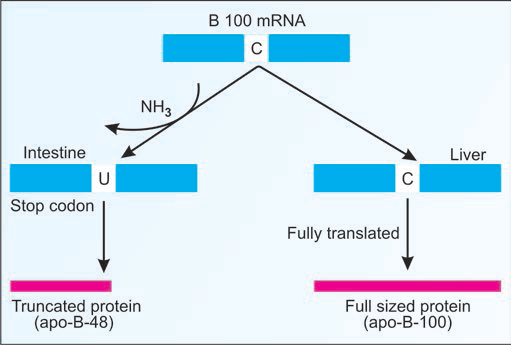 B 100 mRNA
C
NH₃
Intestine
Liver
U
C
Stop codon
Fully translated
Truncated protein
(apo-B-48)
Full sized protein
(apo-B-100)